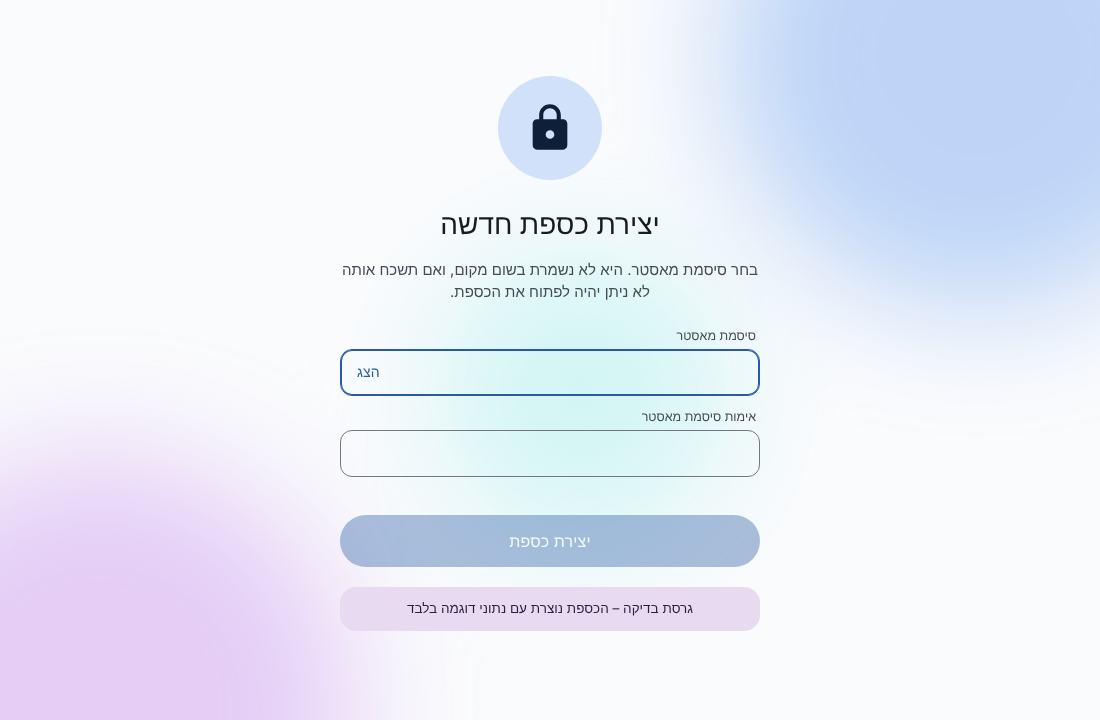 יצירת כספת חדשה
בחר סיסמת מאסטר. היא לא נשמרת בשום מקום, ואם תשכח אותה
לא ניתן יהיה לפתוח את הכספת.
סיסמת מאסטר
הצג
אימות סיסמת מאסטר
יצירת כספת
גרסת בדיקה – הכספת נוצרת עם נתוני דוגמה בלבד